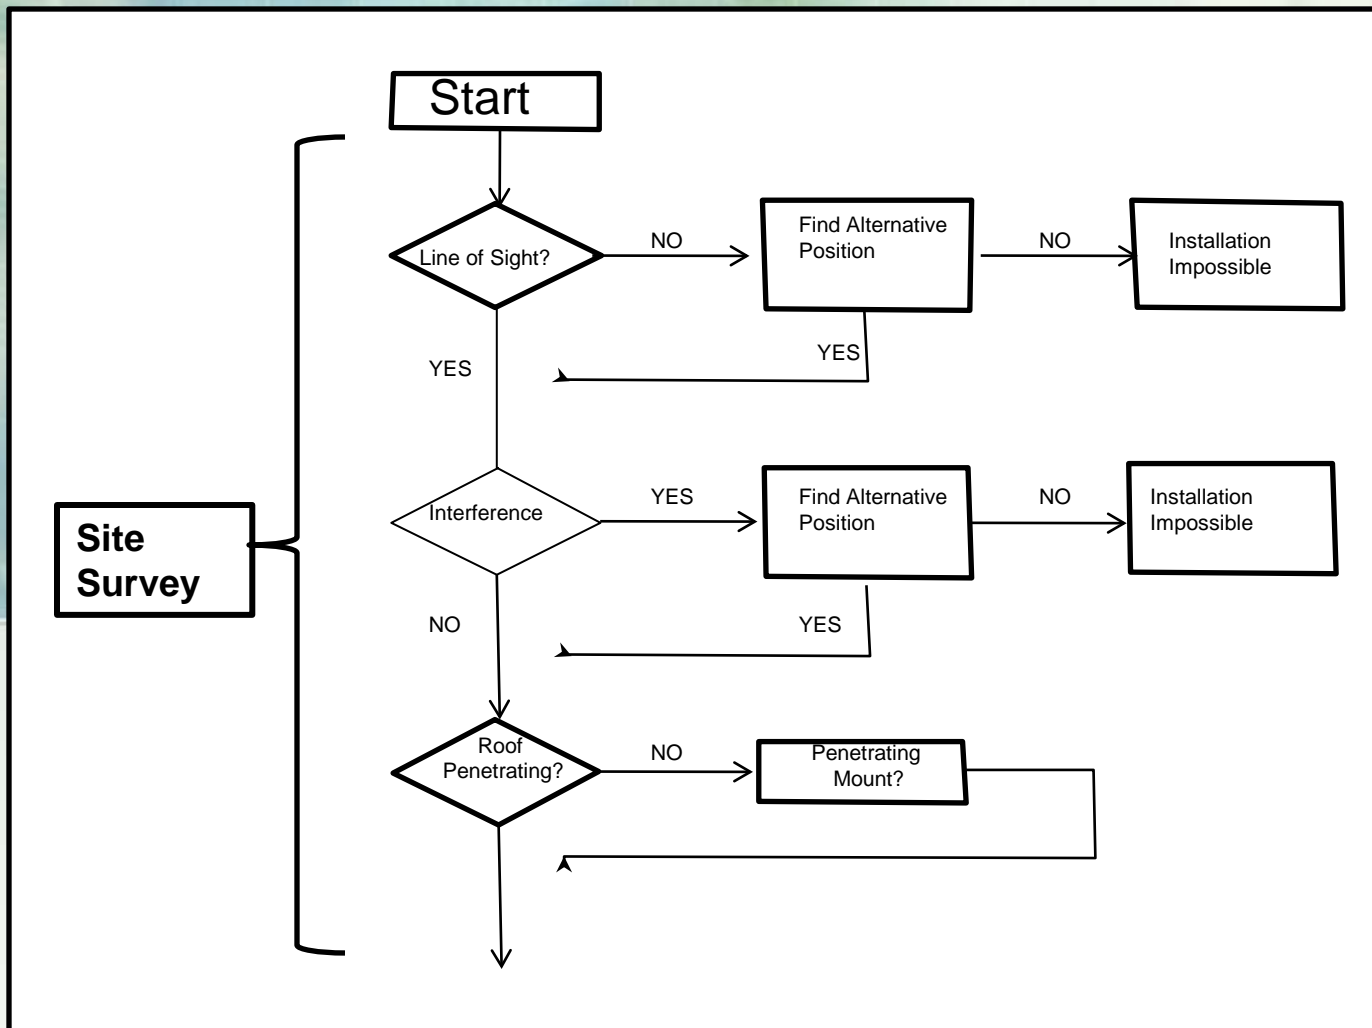 Start
Line of Sight?
NO
Find Alternative
Position
NO
Installation
Impossible
YES
YES
Site
Survey
Interference
YES
Find Alternative
Position
NO
Installation
Impossible
NO
YES
Roof
Penetrating?
NO
Penetrating
Mount?